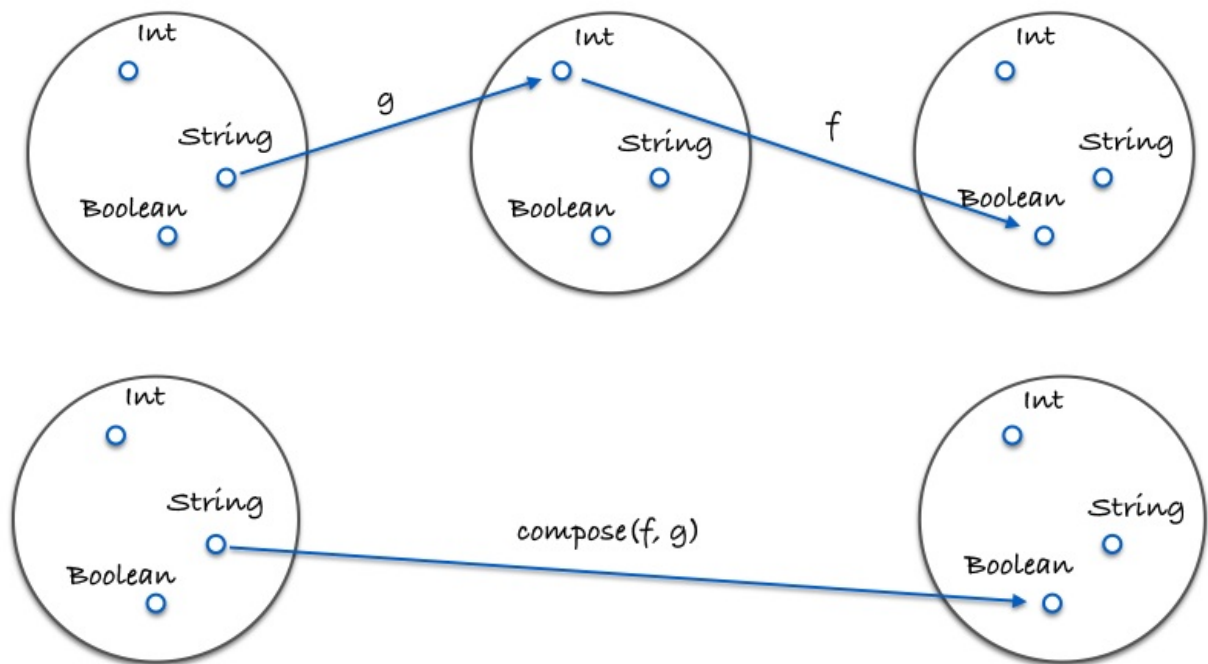 Int
Int
Int
g
f
String
String
String
Boolean
Boolean
Boolean
Int
Int
String
String
compose(f, g)
Boolean
Boolean